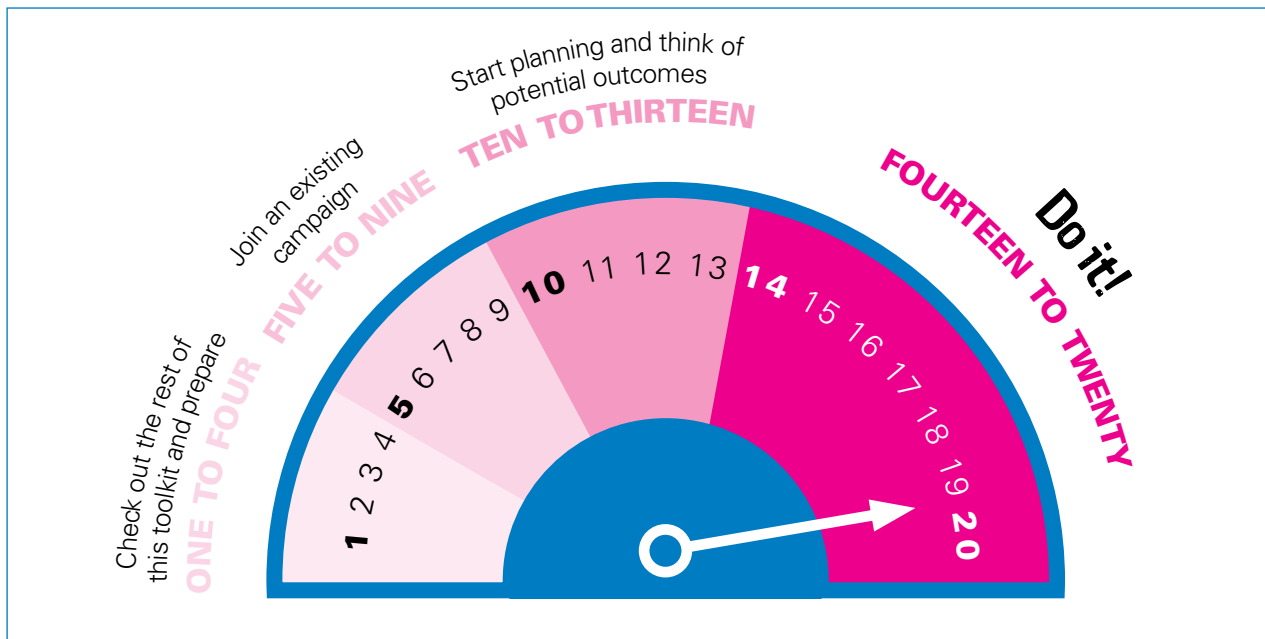 Check out the rest of
this toolkit and prepare
ONE TO FOUR
Join an existing
campaign
FIVE TO NINE
Start planning and think of
potential outcomes
TEN TO THIRTEEN
Do it!
FOURTEEN TO TWENTY
1 2 3 4 5 6 7 8 9 10 11 12 13 14 15 16 17 18 19 20